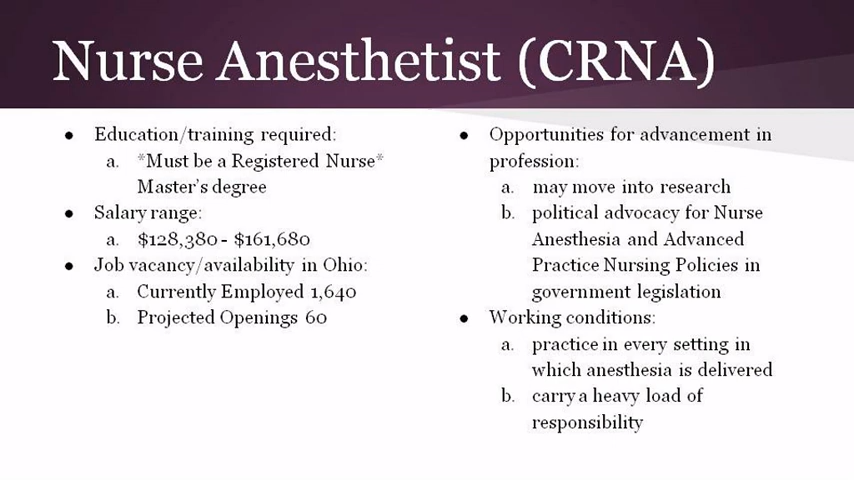 Nurse Anesthetist (CRNA)
● Education/training required:
a. *Must be a Registered Nurse*
Master's degree
● Salary range:
a. $128,380 - $161,680
● Job vacancy/availability in Ohio:
a. Currently Employed 1,640
b. Projected Openings 60
● Opportunities for advancement in
profession:
a. may move into research
b. political advocacy for Nurse
Anesthesia and Advanced
Practice Nursing Policies in
government legislation
● Working conditions:
a. practice in every setting in
which anesthesia is delivered
b. carry a heavy load of
responsibility